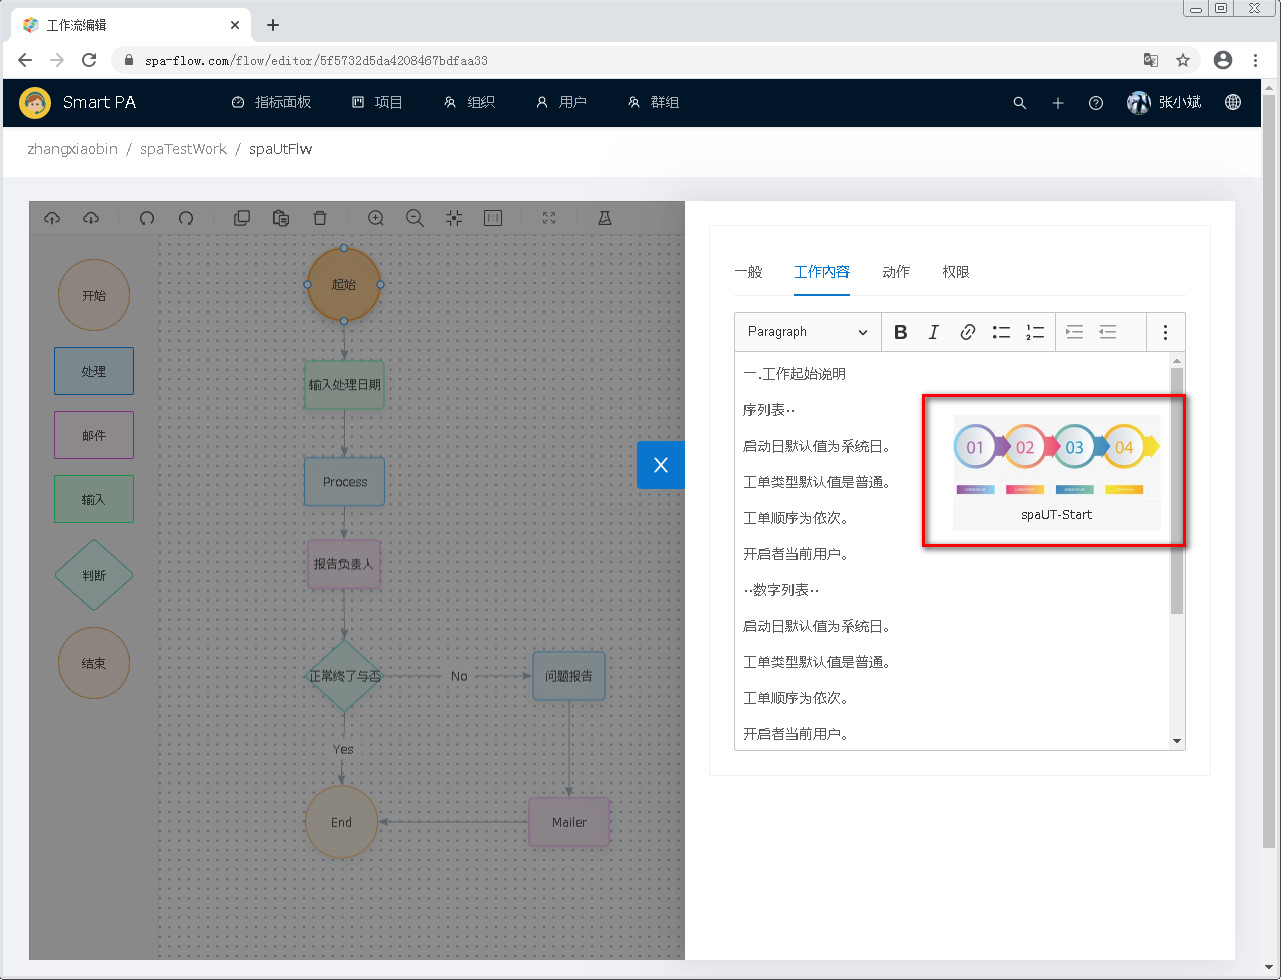 工作流编辑
spa-flow.com/flow/editor/5f5732d5da4208467bdfaa33
Smart PA
指标面板
项目
组织
用户
群组
张小斌
zhangxiaobin / spaTestWork / spaUtFlw
开始
处理
邮件
输入
判断
结束
起始
输入处理日期
Process
报告负责人
正常终了与否
No
问题报告
Yes
End
Mailer
X
一般
工作内容
动作
权限
Paragraph
B
I
一.工作起始说明
序列表··
启动日默认值为系统日。
工单类型默认值是普通。
工单顺序为依次。
开启者当前用户。
··数字列表··
启动日默认值为系统日。
工单类型默认值是普通。
工单顺序为依次。
开启者当前用户。
01
02
03
04
spaUT-Start